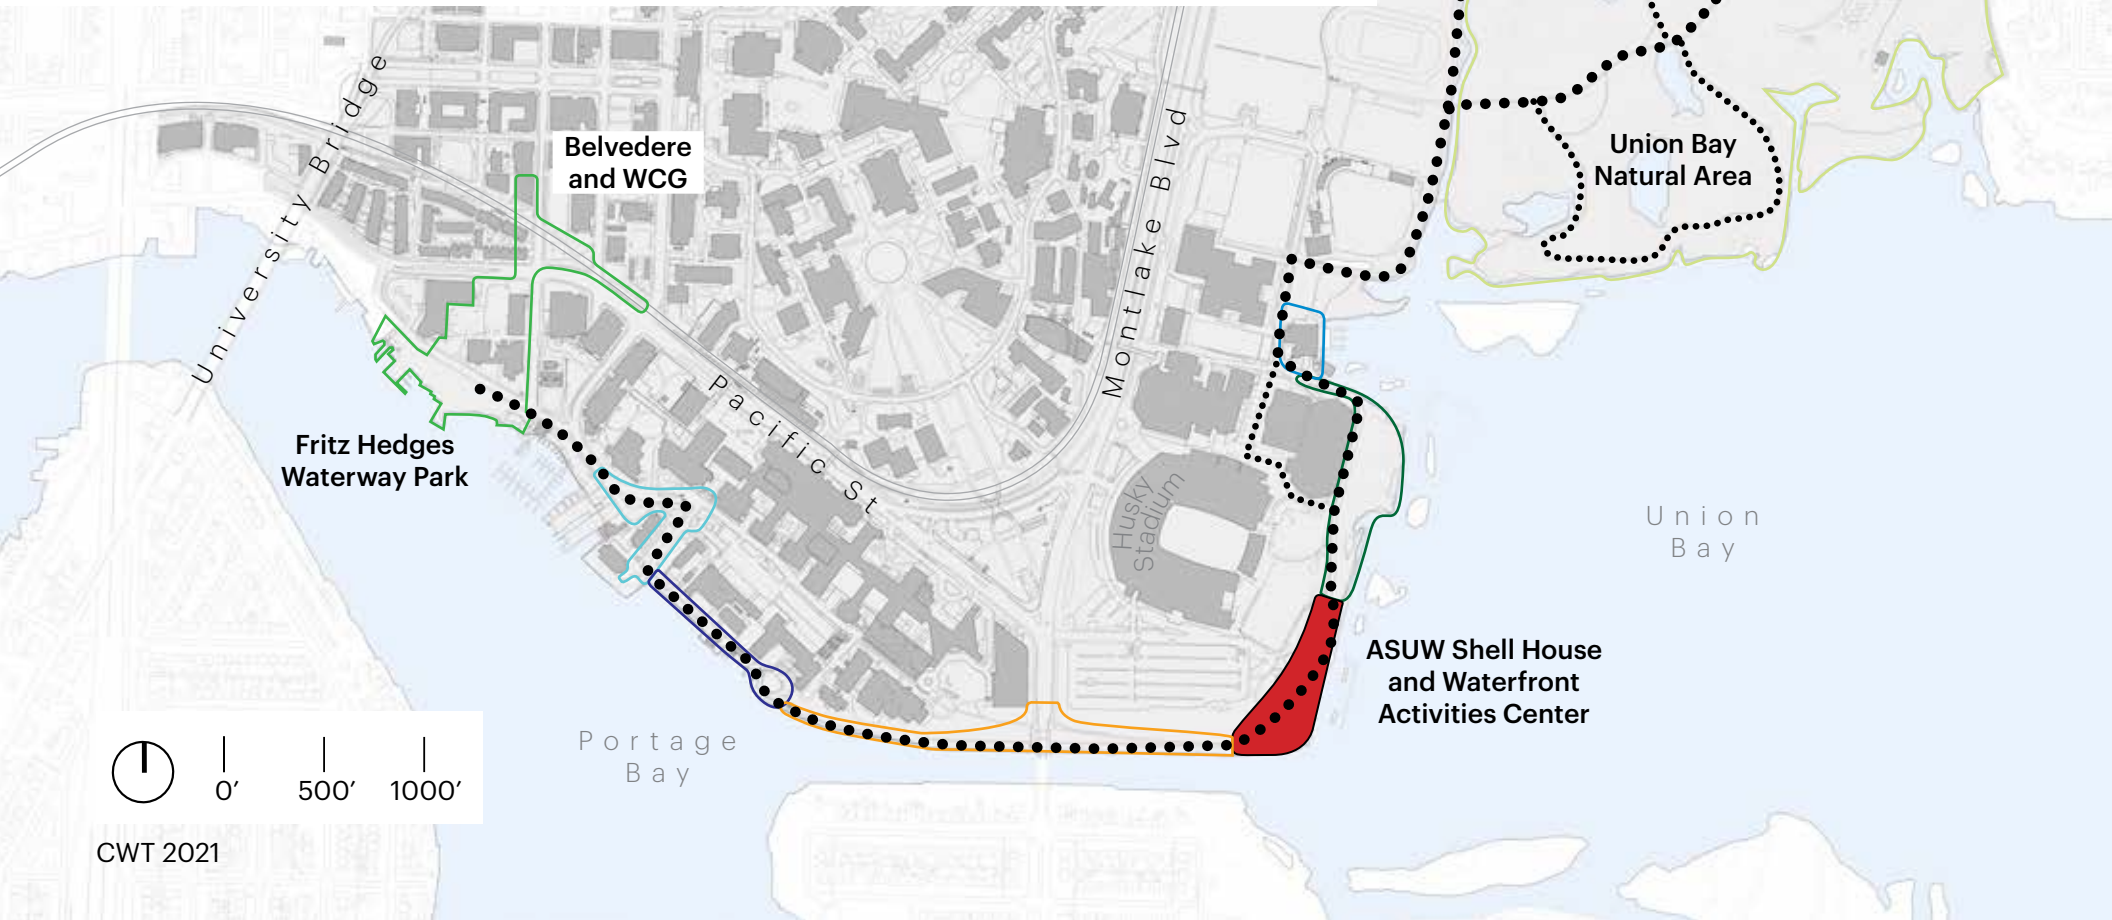 University Bridge
Belvedere
and WCG
Montlake Blvd
Union Bay
Natural Area
Pacific St
Fritz Hedges
Waterway Park
Husky
Stadium
Union
Bay
ASUW Shell House
and Waterfront
Activities Center
Portage
Bay
0’ 500’ 1000’
CWT 2021